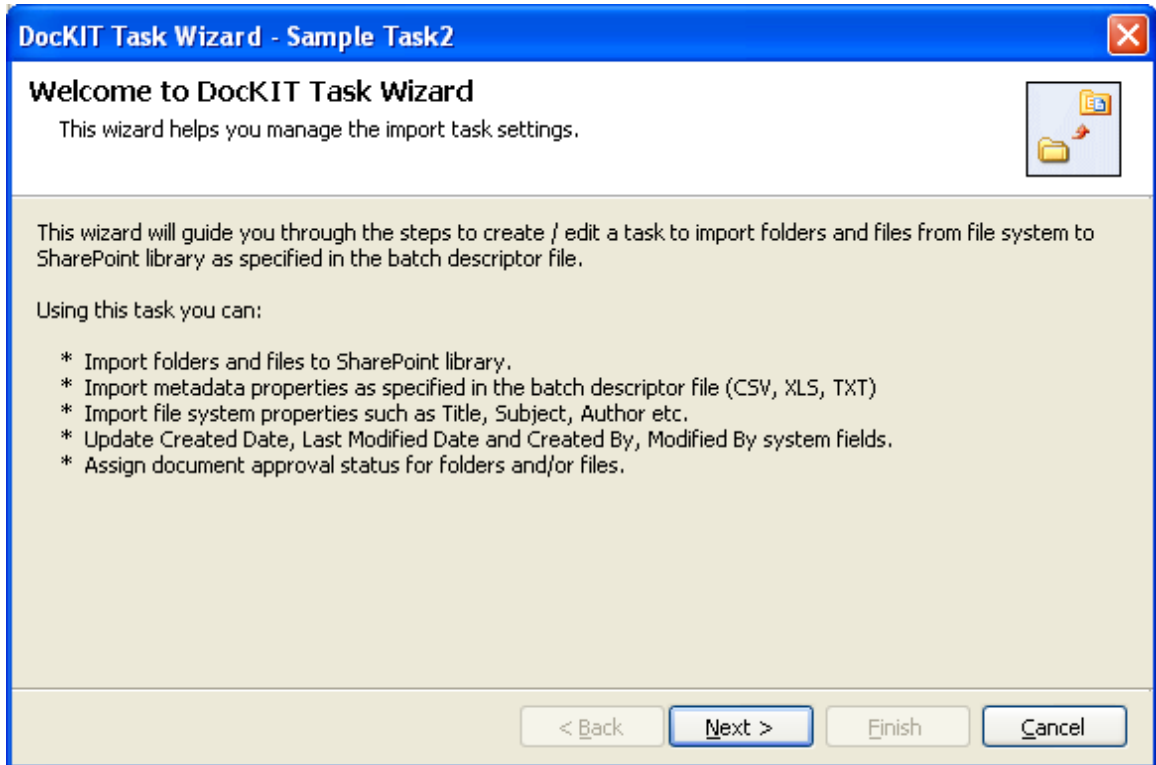 DocKIT Task Wizard - Sample Task2
Welcome to DocKIT Task Wizard
This wizard helps you manage the import task settings.
This wizard will guide you through the steps to create / edit a task to import folders and files from file system to
SharePoint library as specified in the batch descriptor file.
Using this task you can:
* Import folders and files to SharePoint library.
* Import metadata properties as specified in the batch descriptor file (CSV, XLS, TXT)
* Import file system properties such as Title, Subject, Author etc.
* Update Created Date, Last Modified Date and Created By, Modified By system fields.
* Assign document approval status for folders and/or files.
< Back Next > Finish Cancel